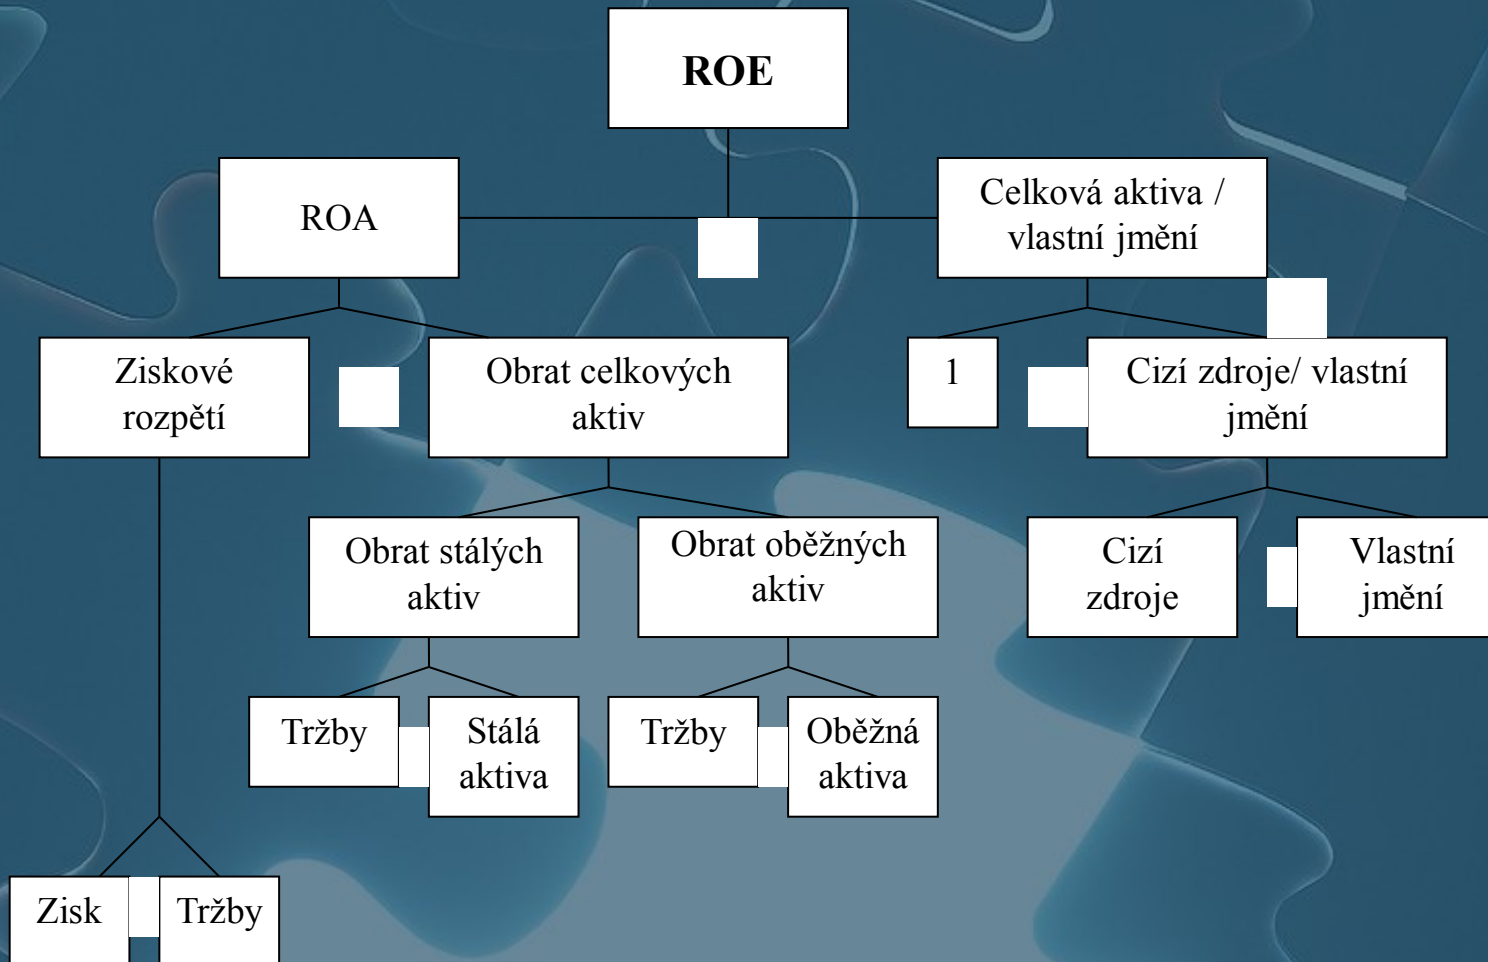 ROE
ROA
Celková aktiva /
vlastní jmění
Ziskové
rozpětí
Obrat celkových
aktiv
1
Cizí zdroje/ vlastní
jmění
Obrat stálých
aktiv
Obrat oběžných
aktiv
Cizí
zdroje
Vlastní
jmění
Tržby
Stálá
aktiva
Tržby
Oběžná
aktiva
Zisk
Tržby